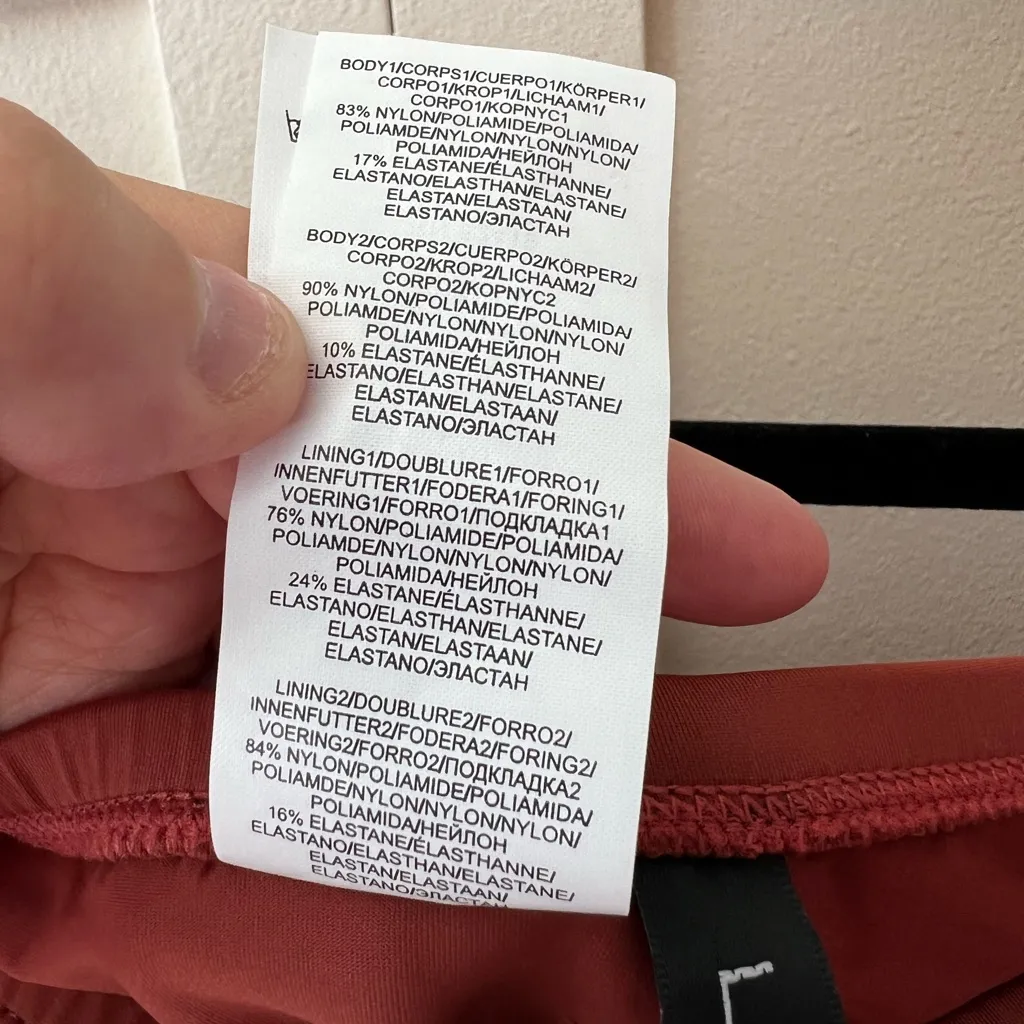 BODY1/CORPS1/CUERPO1/KÖRPER1/
CORPO1/KROP1/LICHAAM1/
CORPO1/КОРПУС1
83% NYLON/POLIAMIDE/POLIAMIDA/
POLIAMDE/NYLON/NYLON/NYLON/
POLIAMIDA/НЕЙЛОН
17% ELASTANE/ÉLASTHANNE/
ELASTANO/ELASTHAN/ELASTANE/
ELASTAN/ELASTAAN/
ELASTANO/ЭЛАСТАН
BODY2/CORPS2/CUERPO2/KÖRPER2/
CORPO2/KROP2/LICHAAM2/
CORPO2/КОРПУС2
90% NYLON/POLIAMIDE/POLIAMIDA/
POLIAMDE/NYLON/NYLON/NYLON/
POLIAMIDA/НЕЙЛОН
10% ELASTANE/ÉLASTHANNE/
ELASTANO/ELASTHAN/ELASTANE/
ELASTAN/ELASTAAN/
ELASTANO/ЭЛАСТАН
LINING1/DOUBLURE1/FORRO1/
INNENFUTTER1/FODERA1/FORING1/
VOERING1/FORRO1/ПОДКЛАДКА1
76% NYLON/POLIAMIDE/POLIAMIDA/
POLIAMDE/NYLON/NYLON/NYLON/
POLIAMIDA/НЕЙЛОН
24% ELASTANE/ÉLASTHANNE/
ELASTANO/ELASTHAN/ELASTANE/
ELASTAN/ELASTAAN/
ELASTANO/ЭЛАСТАН
LINING2/DOUBLURE2/FORRO2/
INNENFUTTER2/FODERA2/FORING2/
VOERING2/FORRO2/ПОДКЛАДКА2
84% NYLON/POLIAMIDE/POLIAMIDA/
POLIAMDE/NYLON/NYLON/NYLON/
POLIAMIDA/НЕЙЛОН
16% ELASTANE/ÉLASTHANNE/
ELASTANO/ELASTHAN/ELASTANE/
ELASTAN/ELASTAAN/
ELASTANO/ЭЛАСТАН
L